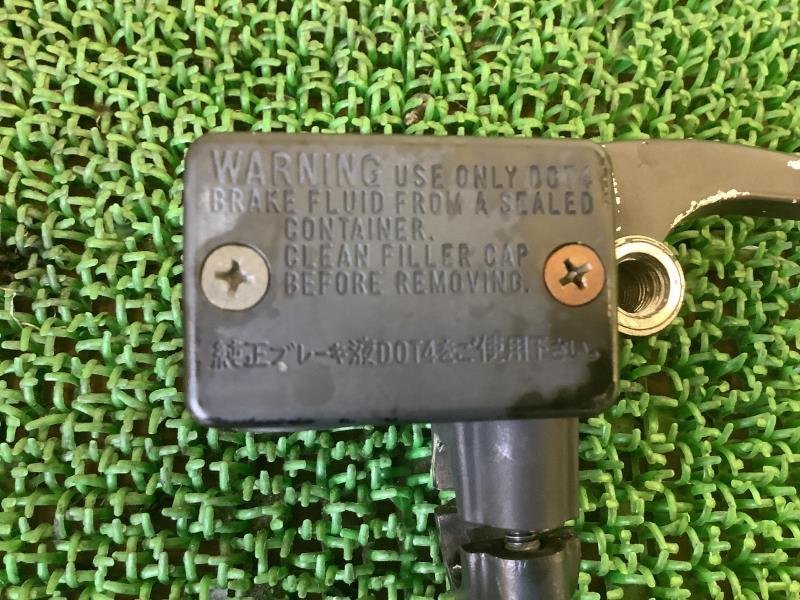 WARNING USE ONLY DOT4
BRAKE FLUID FROM A SEALED
CONTAINER.
CLEAN FILLER CAP
BEFORE REMOVING.
純正ブレーキ液DOT4をご使用下さい。